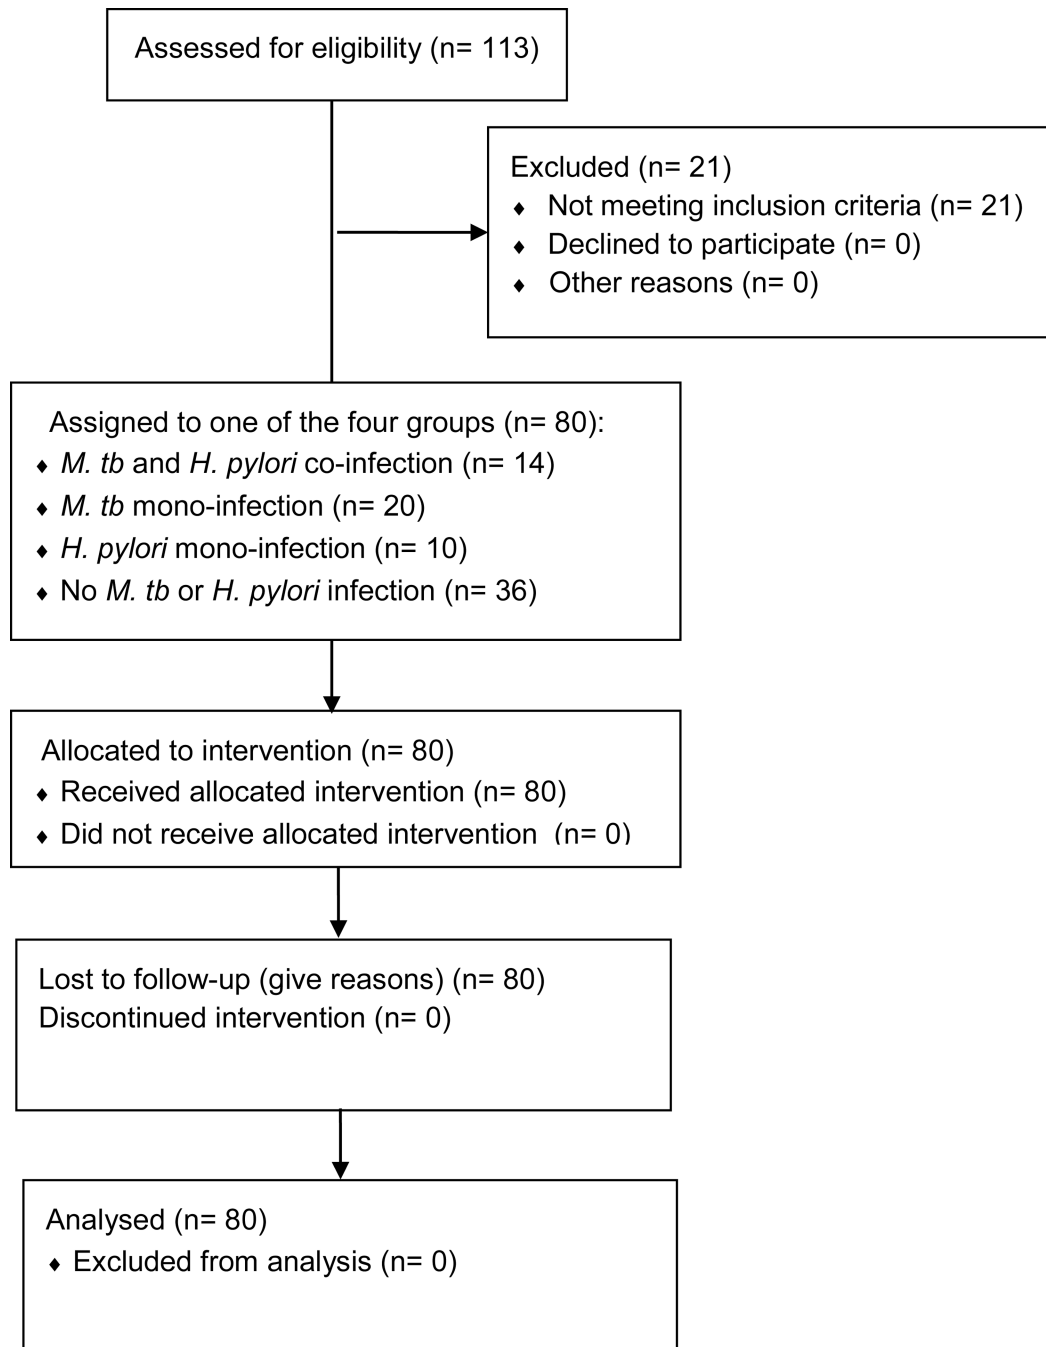 Assessed for eligibility (n= 113)
Excluded (n= 21)
♦ Not meeting inclusion criteria (n= 21)
♦ Declined to participate (n= 0)
♦ Other reasons (n= 0)
Assigned to one of the four groups (n= 80):
♦ M. tb and H. pylori co-infection (n= 14)
♦ M. tb mono-infection (n= 20)
♦ H. pylori mono-infection (n= 10)
♦ No M. tb or H. pylori infection (n= 36)
Allocated to intervention (n= 80)
♦ Received allocated intervention (n= 80)
♦ Did not receive allocated intervention (n= 0)
Lost to follow-up (give reasons) (n= 80)
Discontinued intervention (n= 0)
Analysed (n= 80)
♦ Excluded from analysis (n= 0)